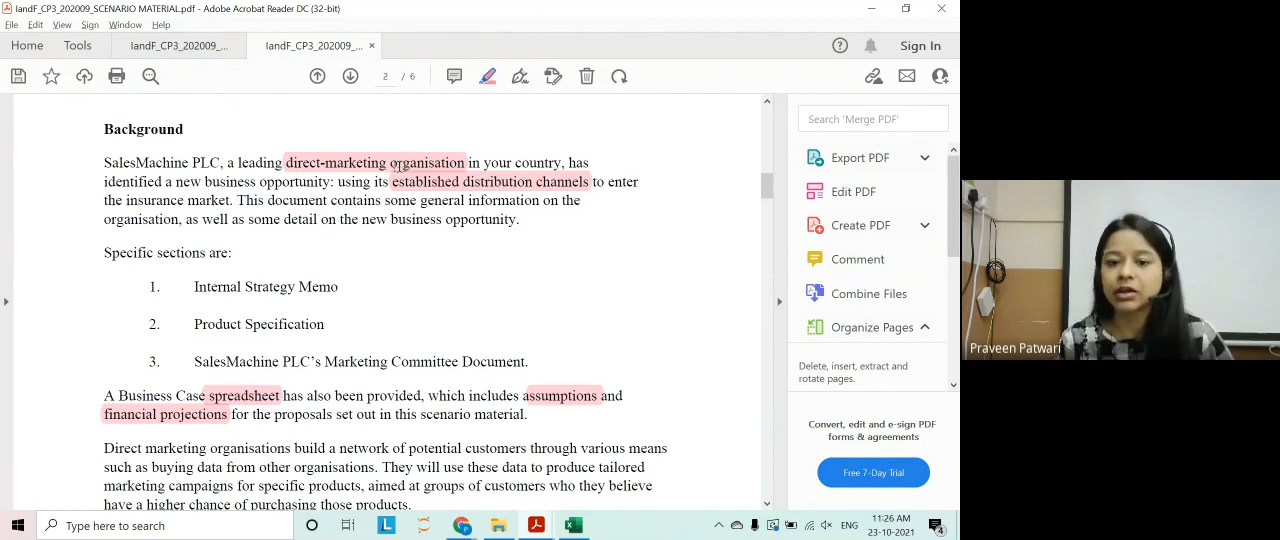 IandF_CP3_202009_SCENARIO MATERIAL.pdf - Adobe Acrobat Reader DC (32-bit)
File Edit View Sign Window Help
Home Tools IandF_CP3_202009_... IandF_CP3_202009_... × Sign In
2 / 6
Background
SalesMachine PLC, a leading direct-marketing organisation in your country, has
identified a new business opportunity: using its established distribution channels to enter
the insurance market. This document contains some general information on the
organisation, as well as some detail on the new business opportunity.
Specific sections are:
1. Internal Strategy Memo
2. Product Specification
3. SalesMachine PLC's Marketing Committee Document.
A Business Case spreadsheet has also been provided, which includes assumptions and
financial projections for the proposals set out in this scenario material.
Direct marketing organisations build a network of potential customers through various means
such as buying data from other organisations. They will use these data to produce tailored
marketing campaigns for specific products, aimed at groups of customers who they believe
have a higher chance of purchasing those products.
Search 'Merge PDF'
Export PDF
Edit PDF
Create PDF
Comment
Combine Files
Organize Pages
Delete, insert, extract and
rotate pages.
Convert, edit and e-sign PDF
forms & agreements
Free 7-Day Trial
Praveen Patwari
Type here to search
L
ENG
11:26 AM
23-10-2021
4